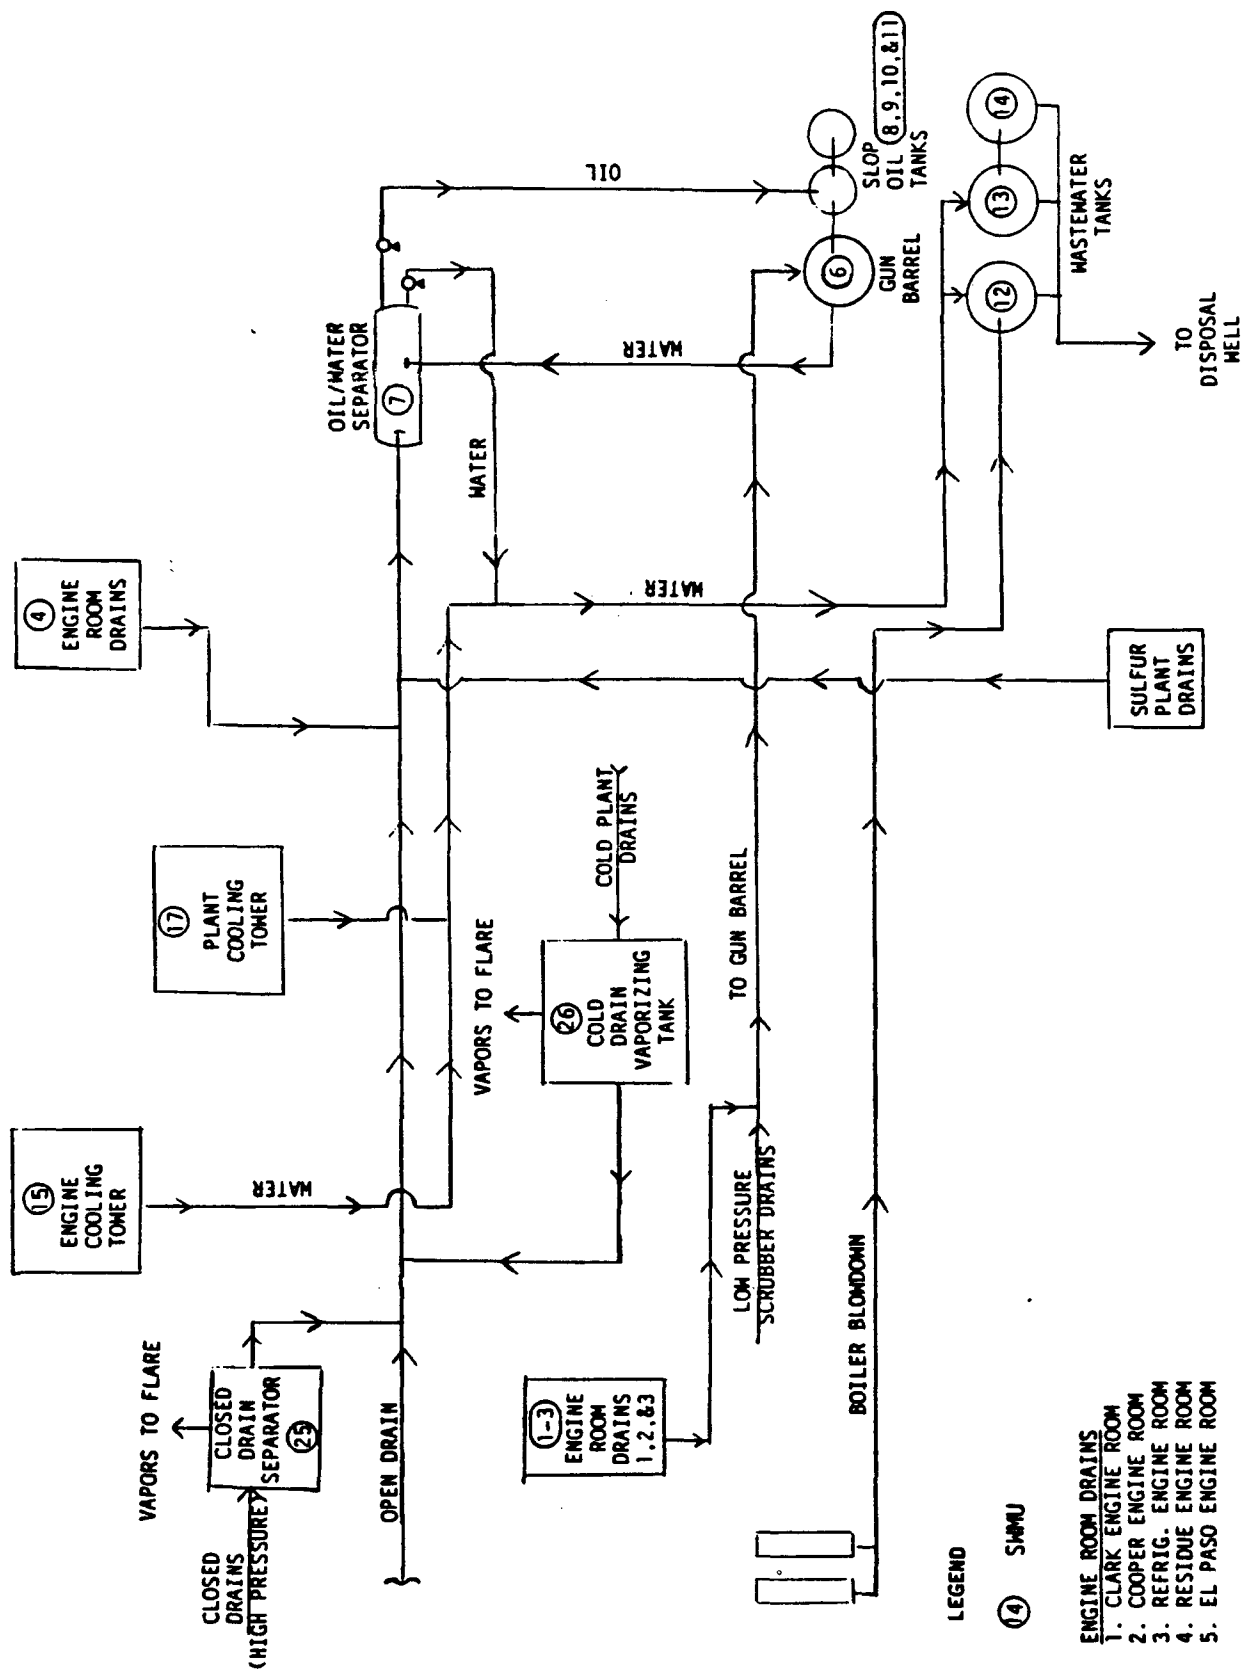 15
ENGINE
COOLING
TOWER
4
ENGINE
ROOM
DRAINS
17
PLANT
COOLING
TOWER
VAPORS TO FLARE
CLOSED
DRAIN
SEPARATOR
25
CLOSED
DRAINS
(HIGH PRESSURE)
OPEN DRAIN
WATER
OIL/WATER
SEPARATOR
7
WATER
OIL
VAPORS TO FLARE
26
COLD
DRAIN
VAPORIZING
TANK
COLD PLANT
DRAINS
1-3
ENGINE
ROOM
DRAINS
1,2,&3
LOW PRESSURE
SCRUBBER DRAINS
TO GUN BARREL
WATER
WATER
6
GUN
BARREL
SLOP
OIL
TANKS
8,9,10,&11
BOILER BLOWDOWN
12
13
14
WASTEWATER
TANKS
SULFUR
PLANT
DRAINS
TO
DISPOSAL
WELL
LEGEND
14 SWMU
ENGINE ROOM DRAINS
1. CLARK ENGINE ROOM
2. COOPER ENGINE ROOM
3. REFRIG. ENGINE ROOM
4. RESIDUE ENGINE ROOM
5. EL PASO ENGINE ROOM